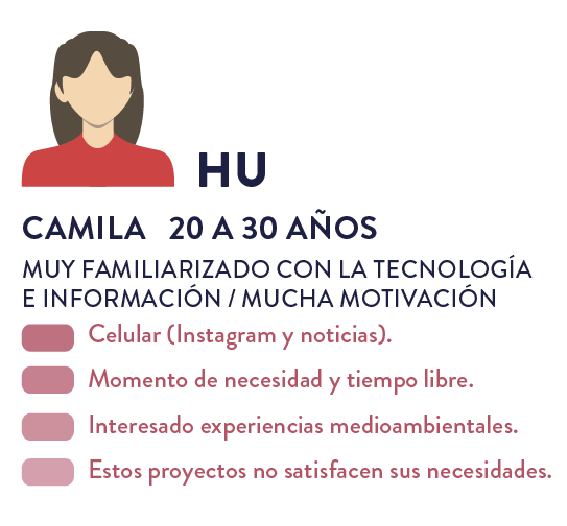 HU
CAMILA 20 A 30 AÑOS
MUY FAMILIARIZADO CON LA TECNOLOGÍA
E INFORMACIÓN / MUCHA MOTIVACIÓN
Celular (Instagram y noticias).
Momento de necesidad y tiempo libre.
Interesado experiencias medioambientales.
Estos proyectos no satisfacen sus necesidades.